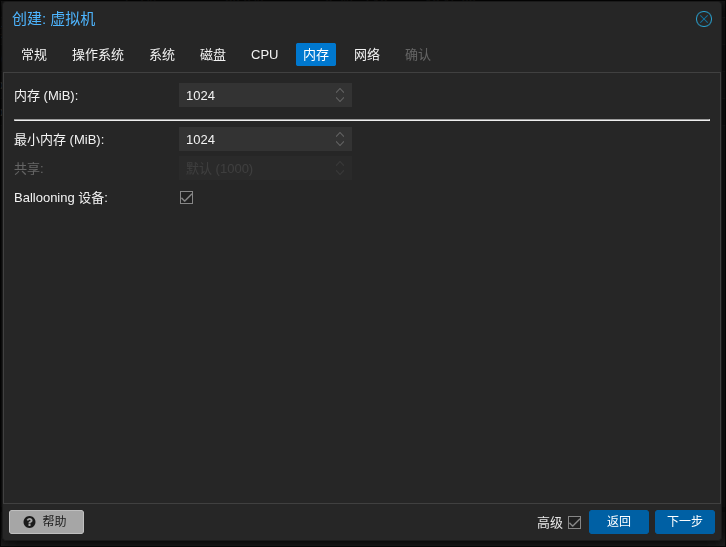 创建: 虚拟机
常规 操作系统 系统 磁盘 CPU 内存 网络 确认
内存 (MiB): 1024
最小内存 (MiB): 1024
共享: 默认 (1000)
Ballooning 设备:
帮助 高级 返回 下一步